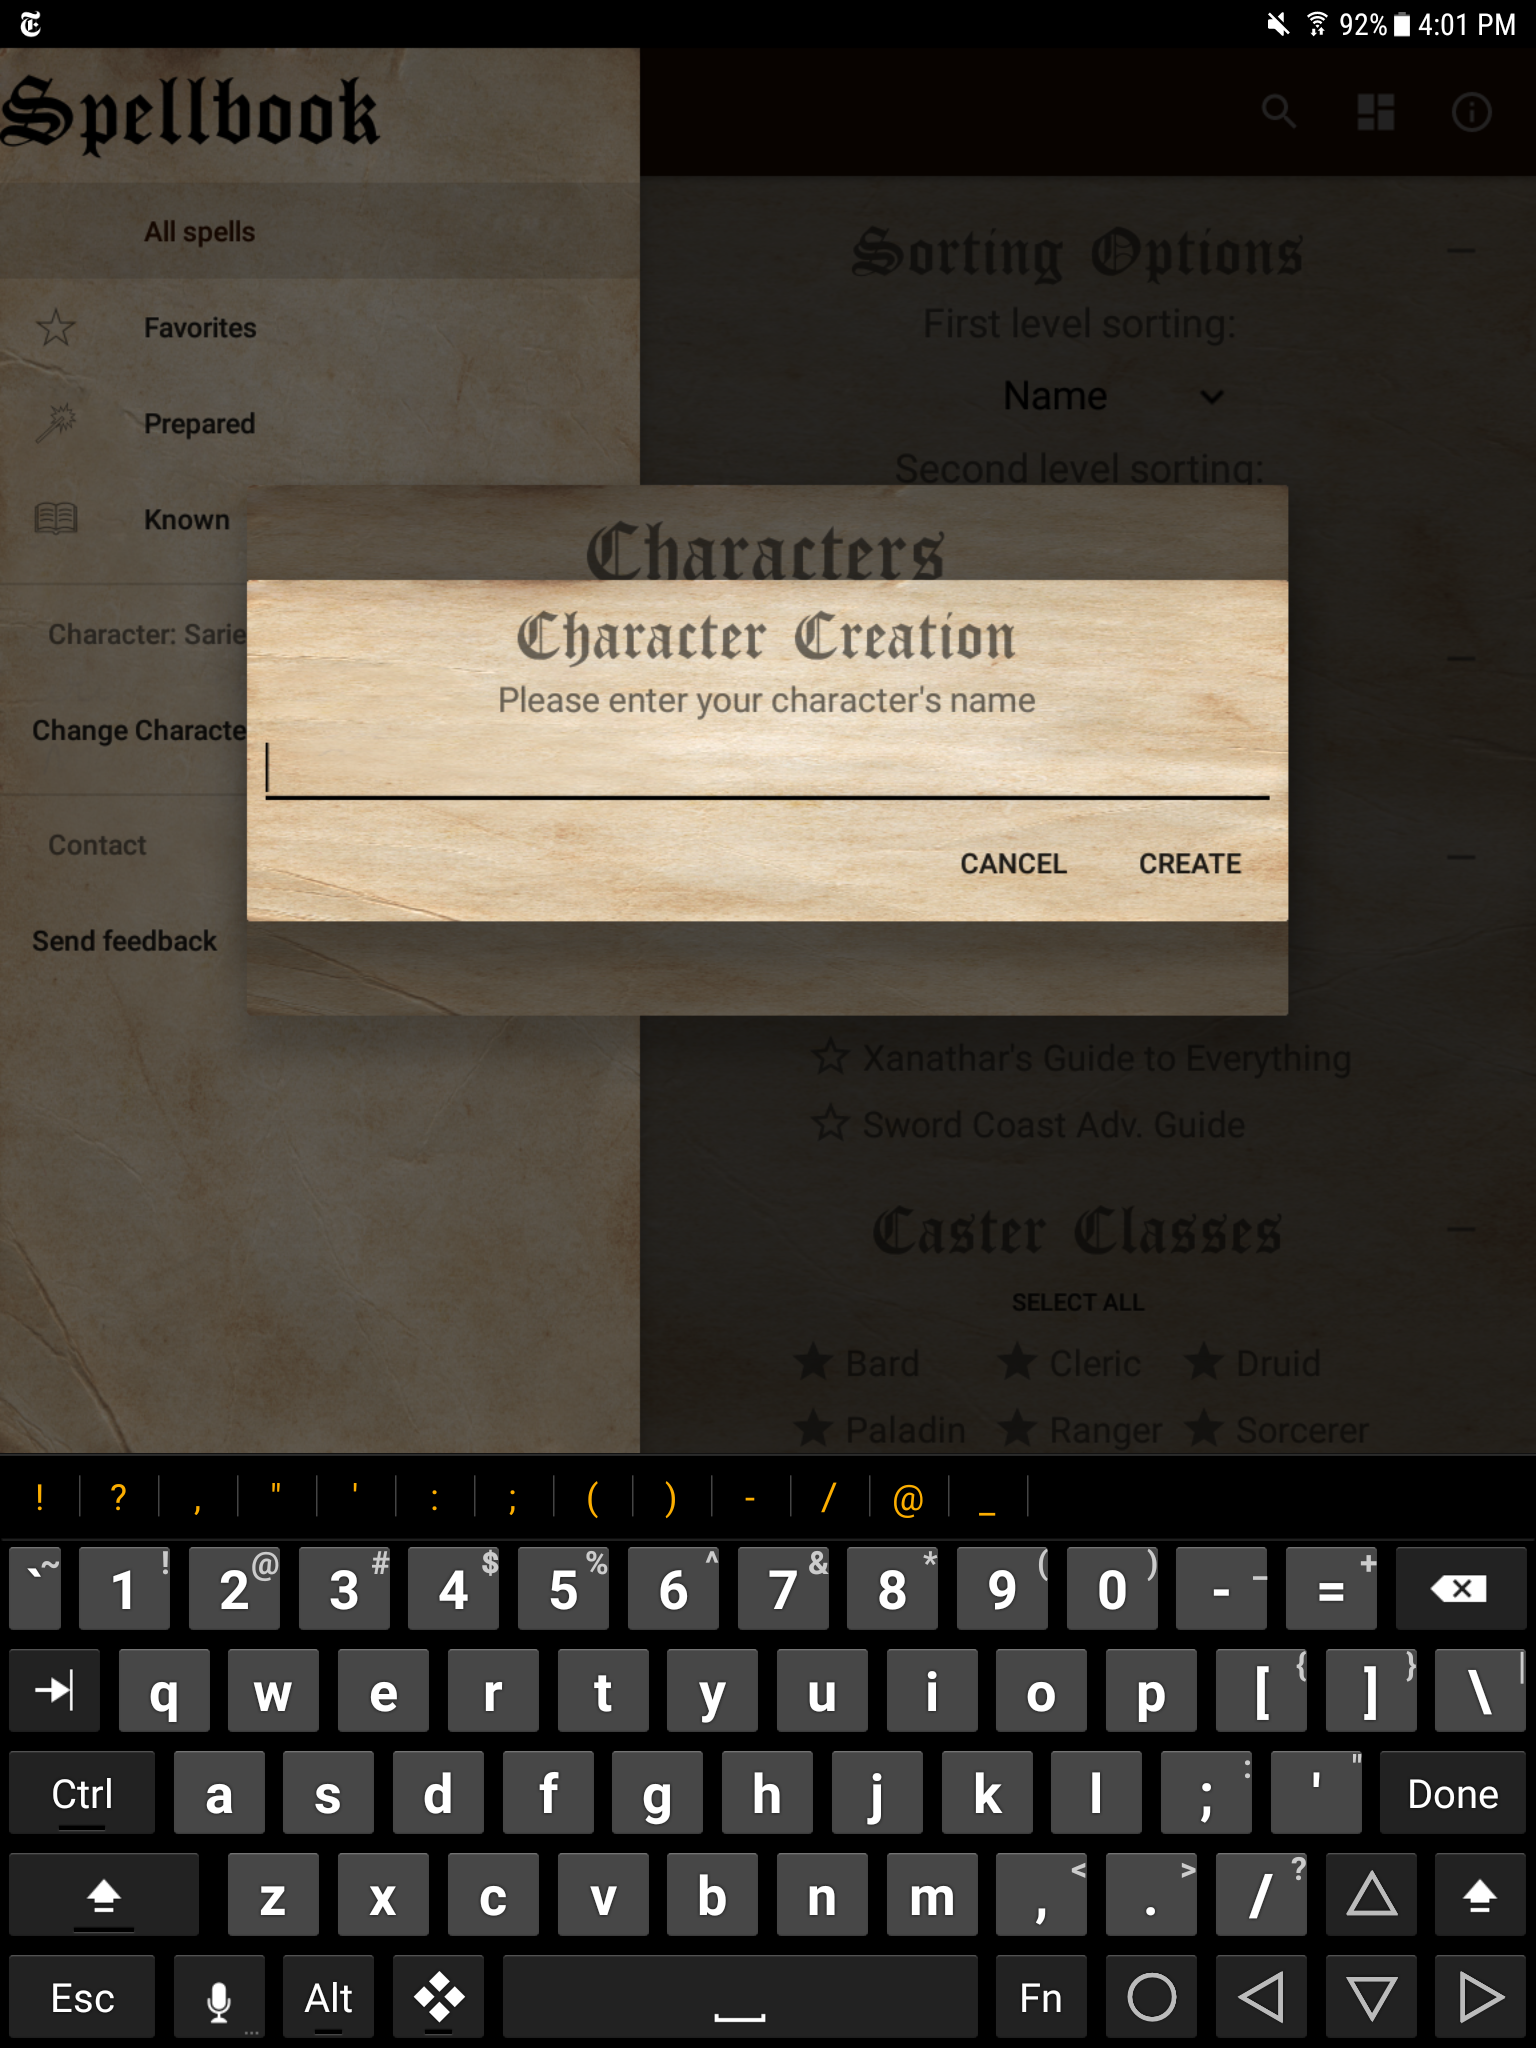 92% 4:01 PM
Spellbook
All spells
Favorites
Prepared
Known
Character: Sarie
Change Characte
Contact
Send feedback
Sorting Options
First level sorting:
Name
Second level sorting:
Characters
Character Creation
Please enter your character's name
CANCEL CREATE
Xanathar's Guide to Everything
Sword Coast Adv. Guide
Caster Classes
SELECT ALL
Bard Cleric Druid
Paladin Ranger Sorcerer
! ? , " ' : ; ( ) - / @ _
` ~ 1 ! 2 @ 3 # 4 $ 5 % 6 ^ 7 & 8 * 9 ( 0 ) - _ = +
q w e r t y u i o p [ { ] } \ |
Ctrl a s d f g h j k l ; : ' " Done
z x c v b n m , < . > / ?
Esc Alt Fn